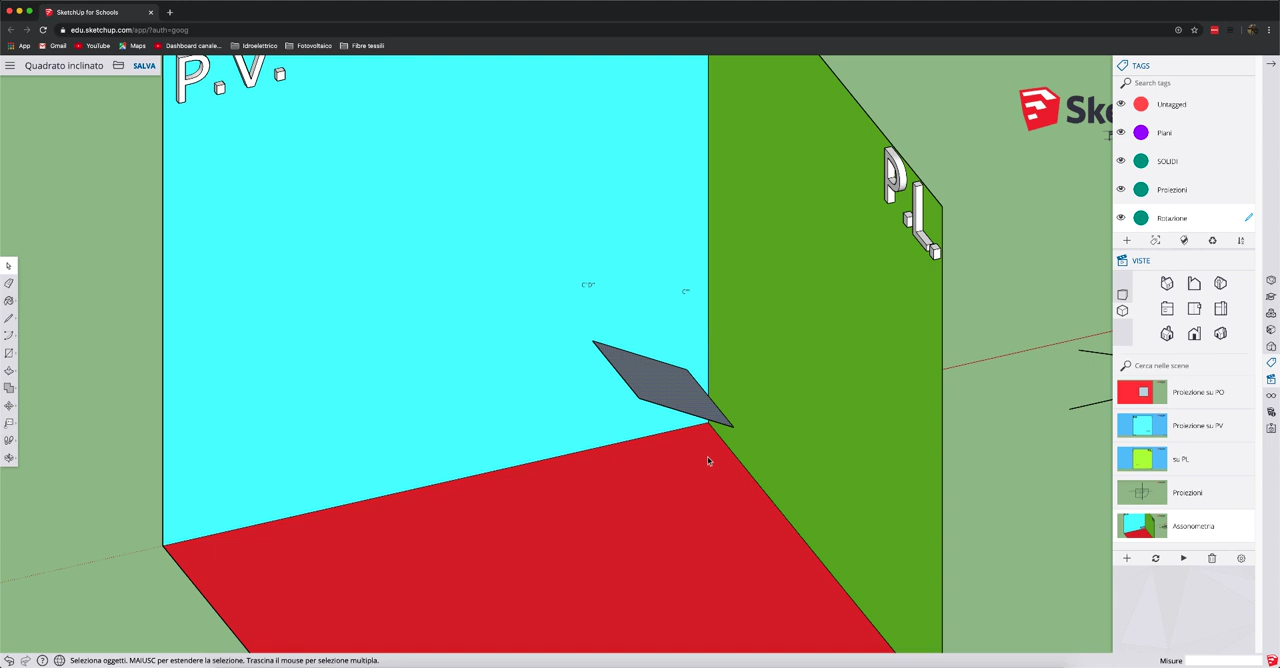 SketchUp for Schools
edu.sketchup.com/app/?auth=goog
App
Gmail
YouTube
Maps
Dashboard canale...
Idroelettrico
Fotovoltaico
Fibre tessili
Quadrato inclinato
SALVA
P.V.
P.L.
C'''
TAGS
Search tags
Untagged
Piani
SOLIDI
Proiezioni
Rotazione
VISTE
Cerca nelle scene
Proiezione su PO
Proiezione su PV
su PL
Proiezioni
Assonometria
Seleziona oggetti. MAIUSC per estendere la selezione. Trascina il mouse per selezione multipla.
Misure